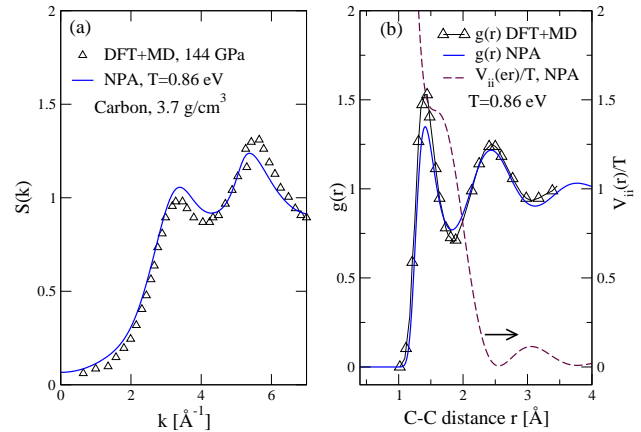 (a)
DFT+MD, 144 GPa
NPA, T=0.86 eV
Carbon, 3.7 g/cm³
S(k)
2
1.5
1
0.5
0
0
2
4
6
k [Å⁻¹]
(b)
g(r) DFT+MD
g(r) NPA
V_ii(er)/T, NPA
T=0.86 eV
g(r)
2
1.5
1
0.5
0
1
2
3
4
C-C distance r [Å]
2
1.5
1
0.5
0
V_ii(r)/T